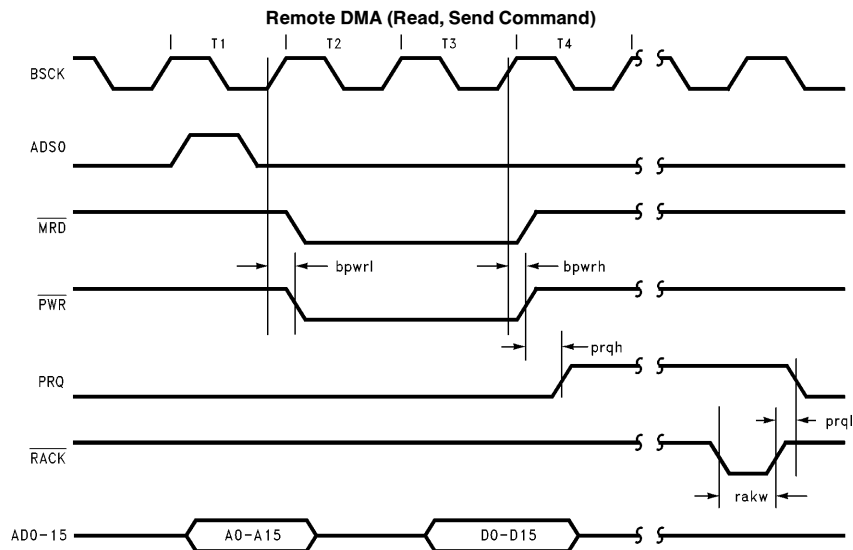 Remote DMA (Read, Send Command)
T1 T2 T3 T4
BSCK
ADS0
MRD
bpwrl bpwrh
PWR
prqh
PRQ
prql
RACK
rakw
AD0-15 A0-A15 D0-D15